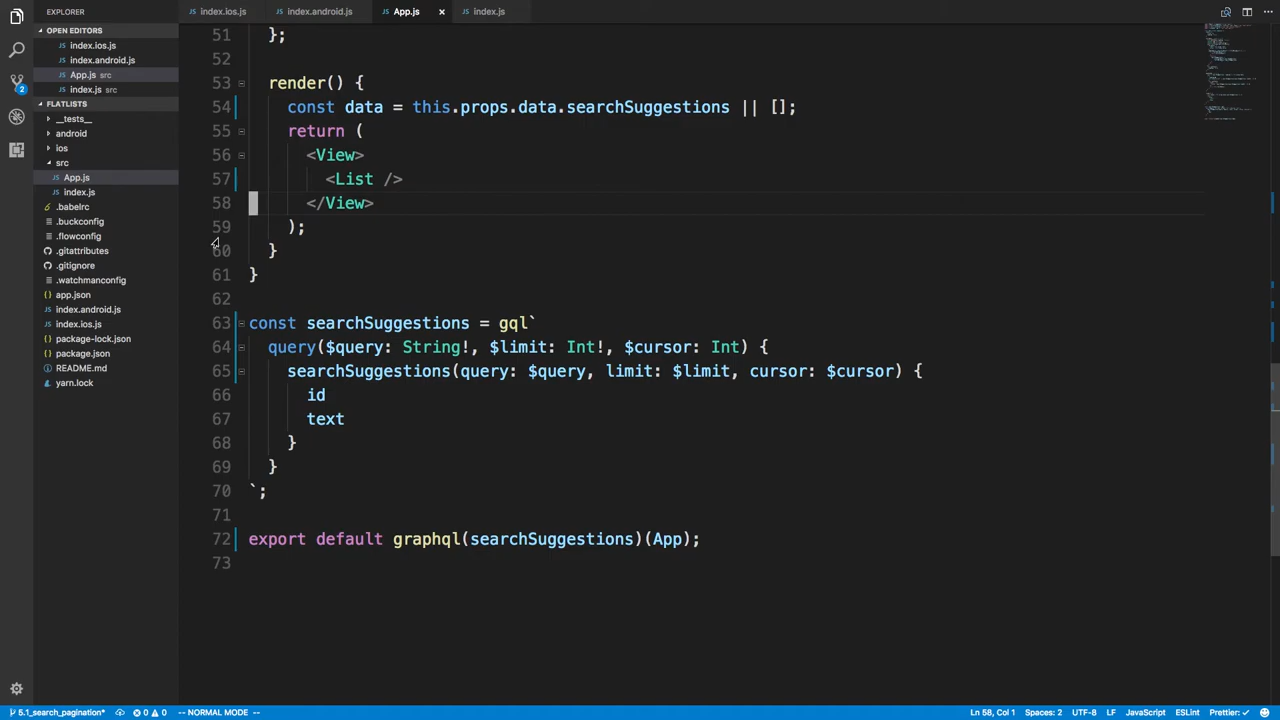 EXPLORER
index.ios.js
index.android.js
App.js
index.js
OPEN EDITORS
index.ios.js
index.android.js
App.js src
index.js src
FLATLISTS
__tests__
android
ios
src
App.js
index.js
.babelrc
.buckconfig
.flowconfig
.gitattributes
.gitignore
.watchmanconfig
app.json
index.android.js
index.ios.js
package-lock.json
package.json
README.md
yarn.lock
2
51 };
52
53 render() {
54 const data = this.props.data.searchSuggestions || [];
55 return (
56 <View>
57 <List />
58 </View>
59 );
60 }
61 }
62
63 const searchSuggestions = gql`
64 query($query: String!, $limit: Int!, $cursor: Int) {
65 searchSuggestions(query: $query, limit: $limit, cursor: $cursor) {
66 id
67 text
68 }
69 }
70 `;
71
72 export default graphql(searchSuggestions)(App);
73
5.1_search_pagination* 0 0 -- NORMAL MODE -- Ln 58, Col 1 Spaces: 2 UTF-8 LF JavaScript ESLint Prettier: ✓